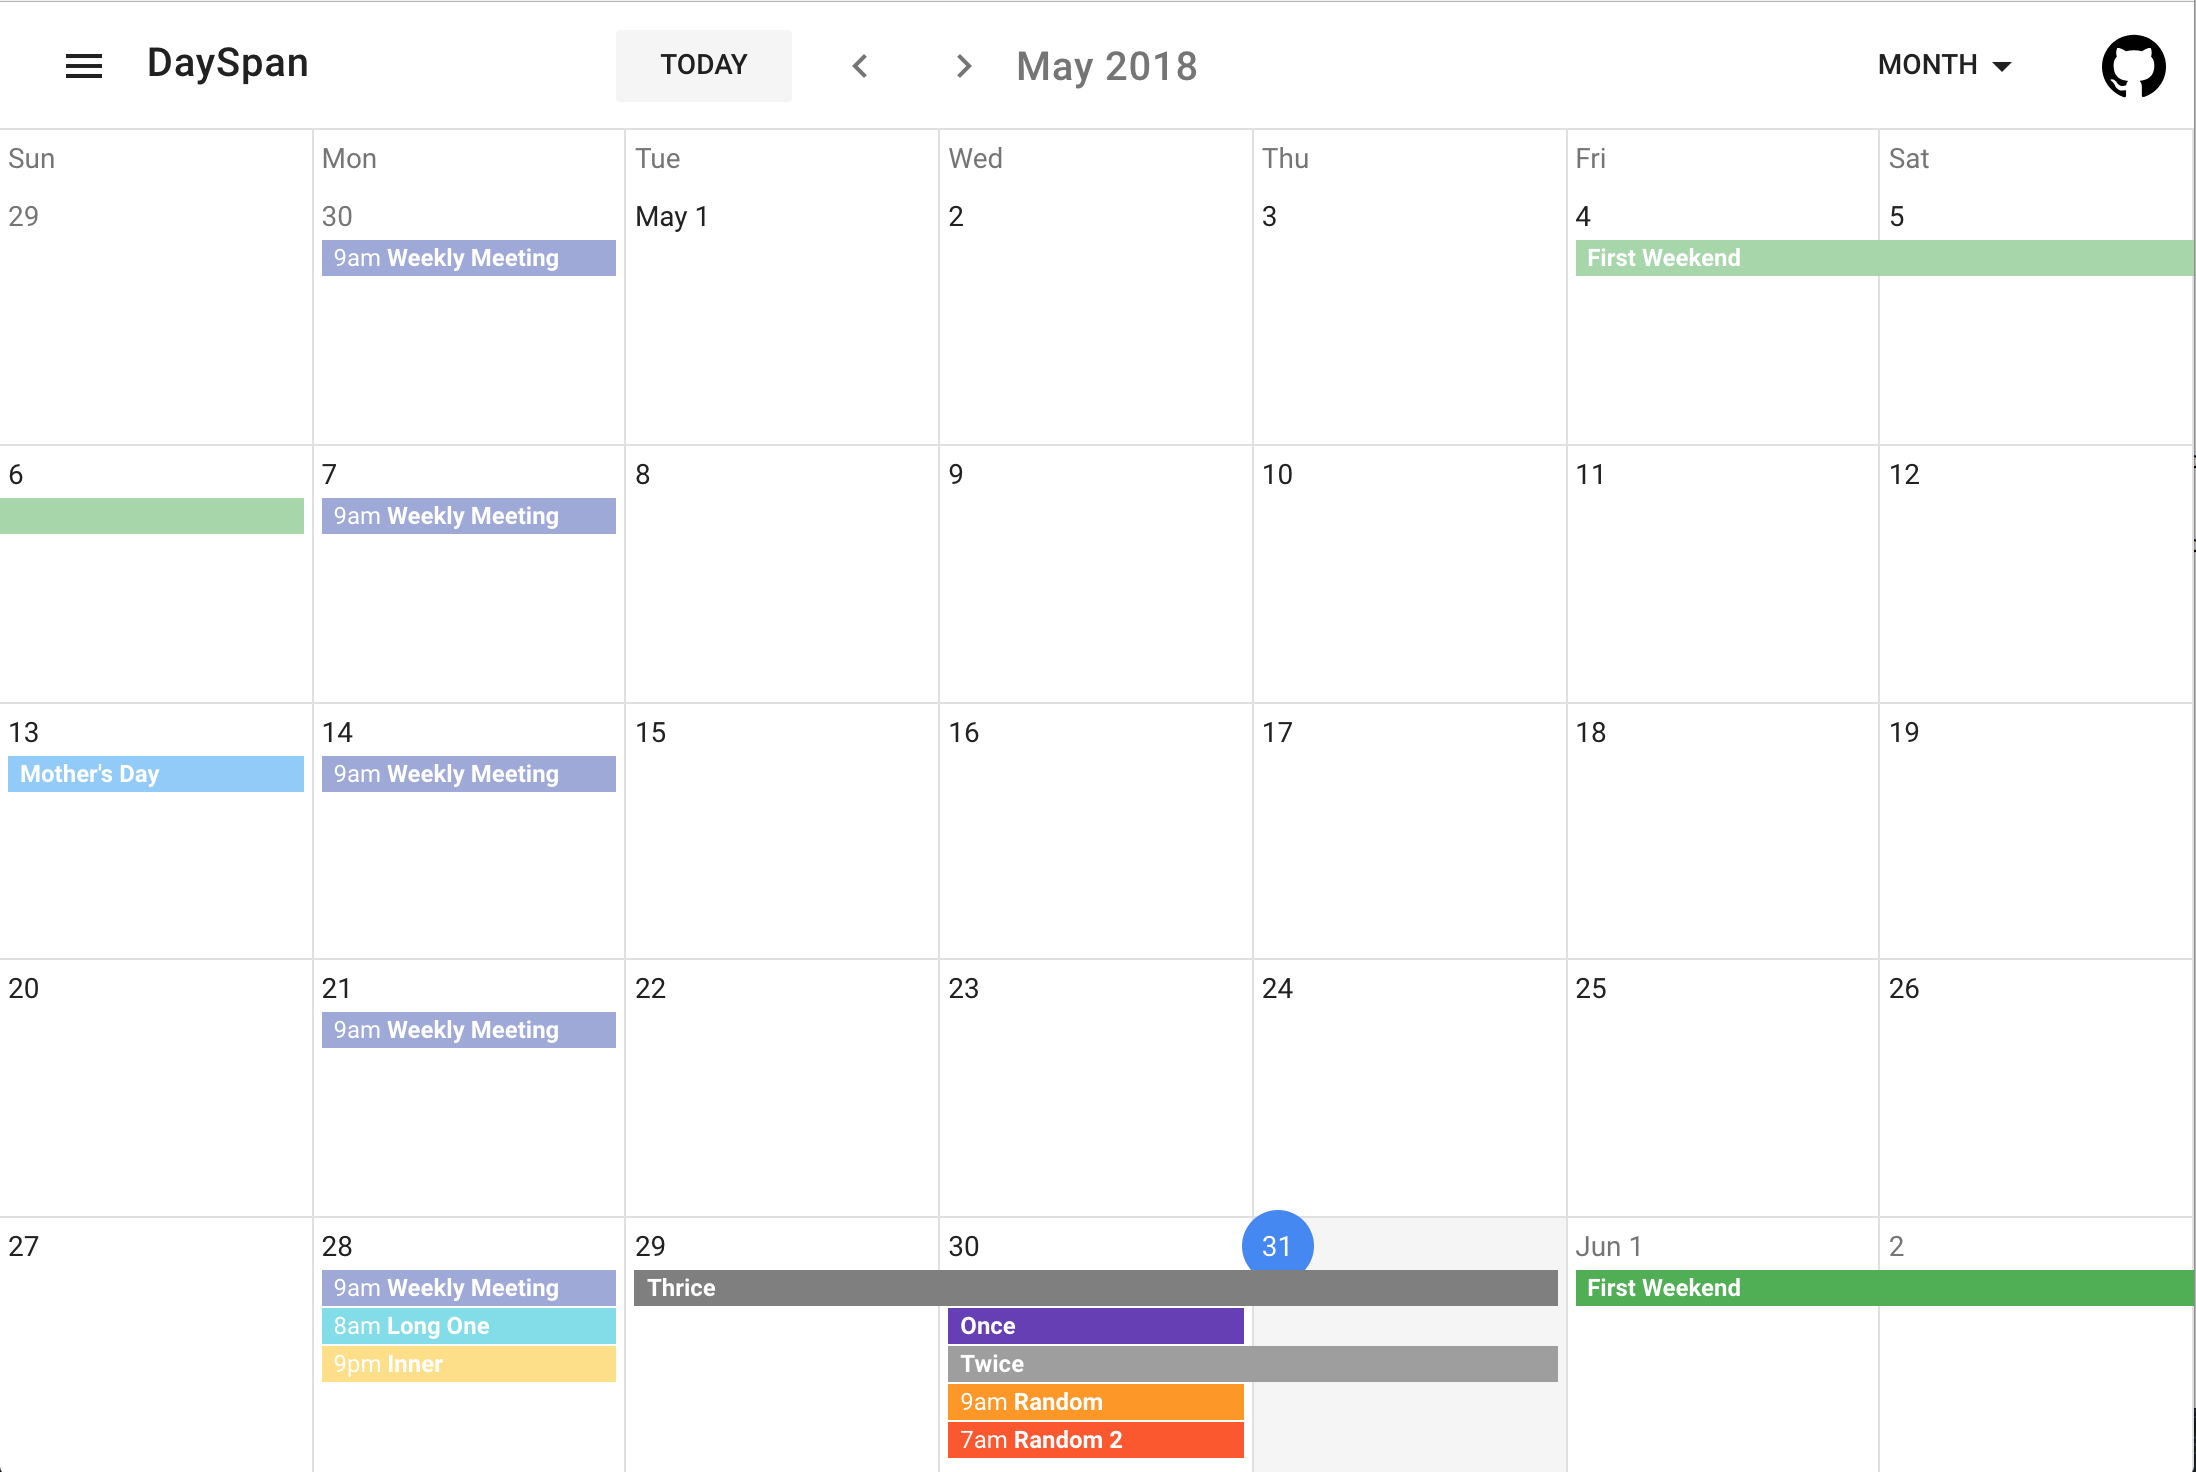 DaySpan TODAY May 2018 MONTH
Sun Mon Tue Wed Thu Fri Sat
29 30 May 1 2 3 4 5
9am Weekly Meeting First Weekend
6 7 8 9 10 11 12
9am Weekly Meeting
13 14 15 16 17 18 19
Mother's Day 9am Weekly Meeting
20 21 22 23 24 25 26
9am Weekly Meeting
27 28 29 30 31 Jun 1 2
9am Weekly Meeting Thrice First Weekend
8am Long One Once
9pm Inner Twice
9am Random
7am Random 2